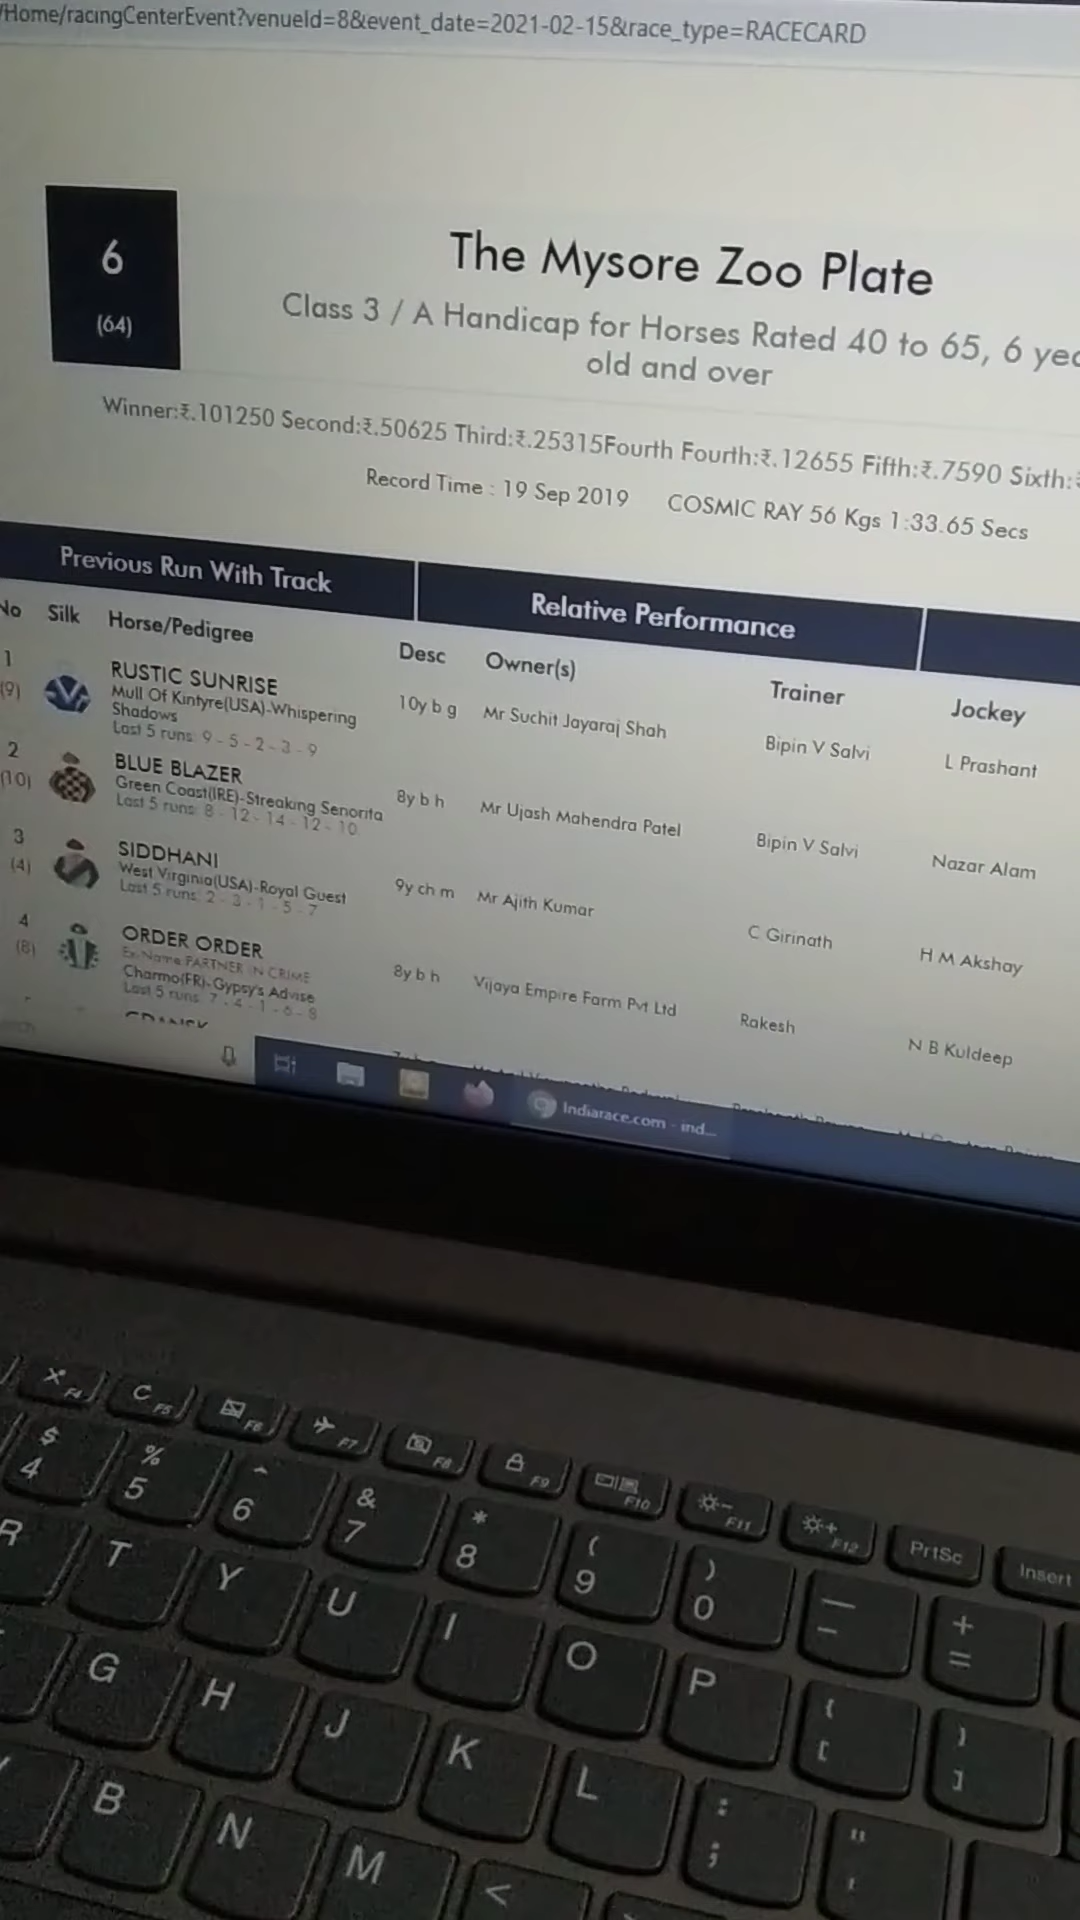 /Home/racingCenterEvent?venueId=8&event_date=2021-02-15&race_type=RACECARD
6
(64)
The Mysore Zoo Plate
Class 3 / A Handicap for Horses Rated 40 to 65, 6
old and over
Winner:₹.101250 Second:₹.50625 Third:₹.25315Fourth Fourth:₹.12655 Fifth:₹.7590 Sixth:
Record Time : 19 Sep 2019 COSMIC RAY 56 Kgs 1:33.65 Secs
Previous Run With Track Relative Performance
No Silk Horse/Pedigree Desc Owner(s) Trainer Jockey
1 (9) RUSTIC SUNRISE
Mull Of Kintyre(USA)-Whispering
Shadows
Last 5 runs: 9 - 5 - 2 - 3 - 9
10y b g Mr Suchit Jayaraj Shah Bipin V Salvi L Prashant
2 (10) BLUE BLAZER
Green Coast(IRE)-Streaking Senorita
Last 5 runs: 8 - 12 - 14 - 12 - 10
8y b h Mr Ujash Mahendra Patel Bipin V Salvi Nazar Alam
3 (4) SIDDHANI
West Virginia(USA)-Royal Guest
Last 5 runs: 2 - 3 - 1 - 5 - 7
9y ch m Mr Ajith Kumar C Girinath H M Akshay
4 (8) ORDER ORDER
Ex-Name PARTNER IN CRIME
Charmo(FR)-Gypsy's Advise
Last 5 runs: 7 - 4 - 1 - 6 - 8
8y b h Vijaya Empire Farm Pvt Ltd Rakesh N B Kuldeep
Indiarace.com - ind...
F4 C F5 F6 F7 F8 F9 F10 F11 F12 PrtSc Insert
$ 4 % 5 ^ 6 & 7 * 8 ( 9 ) 0 — - + =
R T Y U I O P { [ } ]
G H J K L : ; " '
B N M <